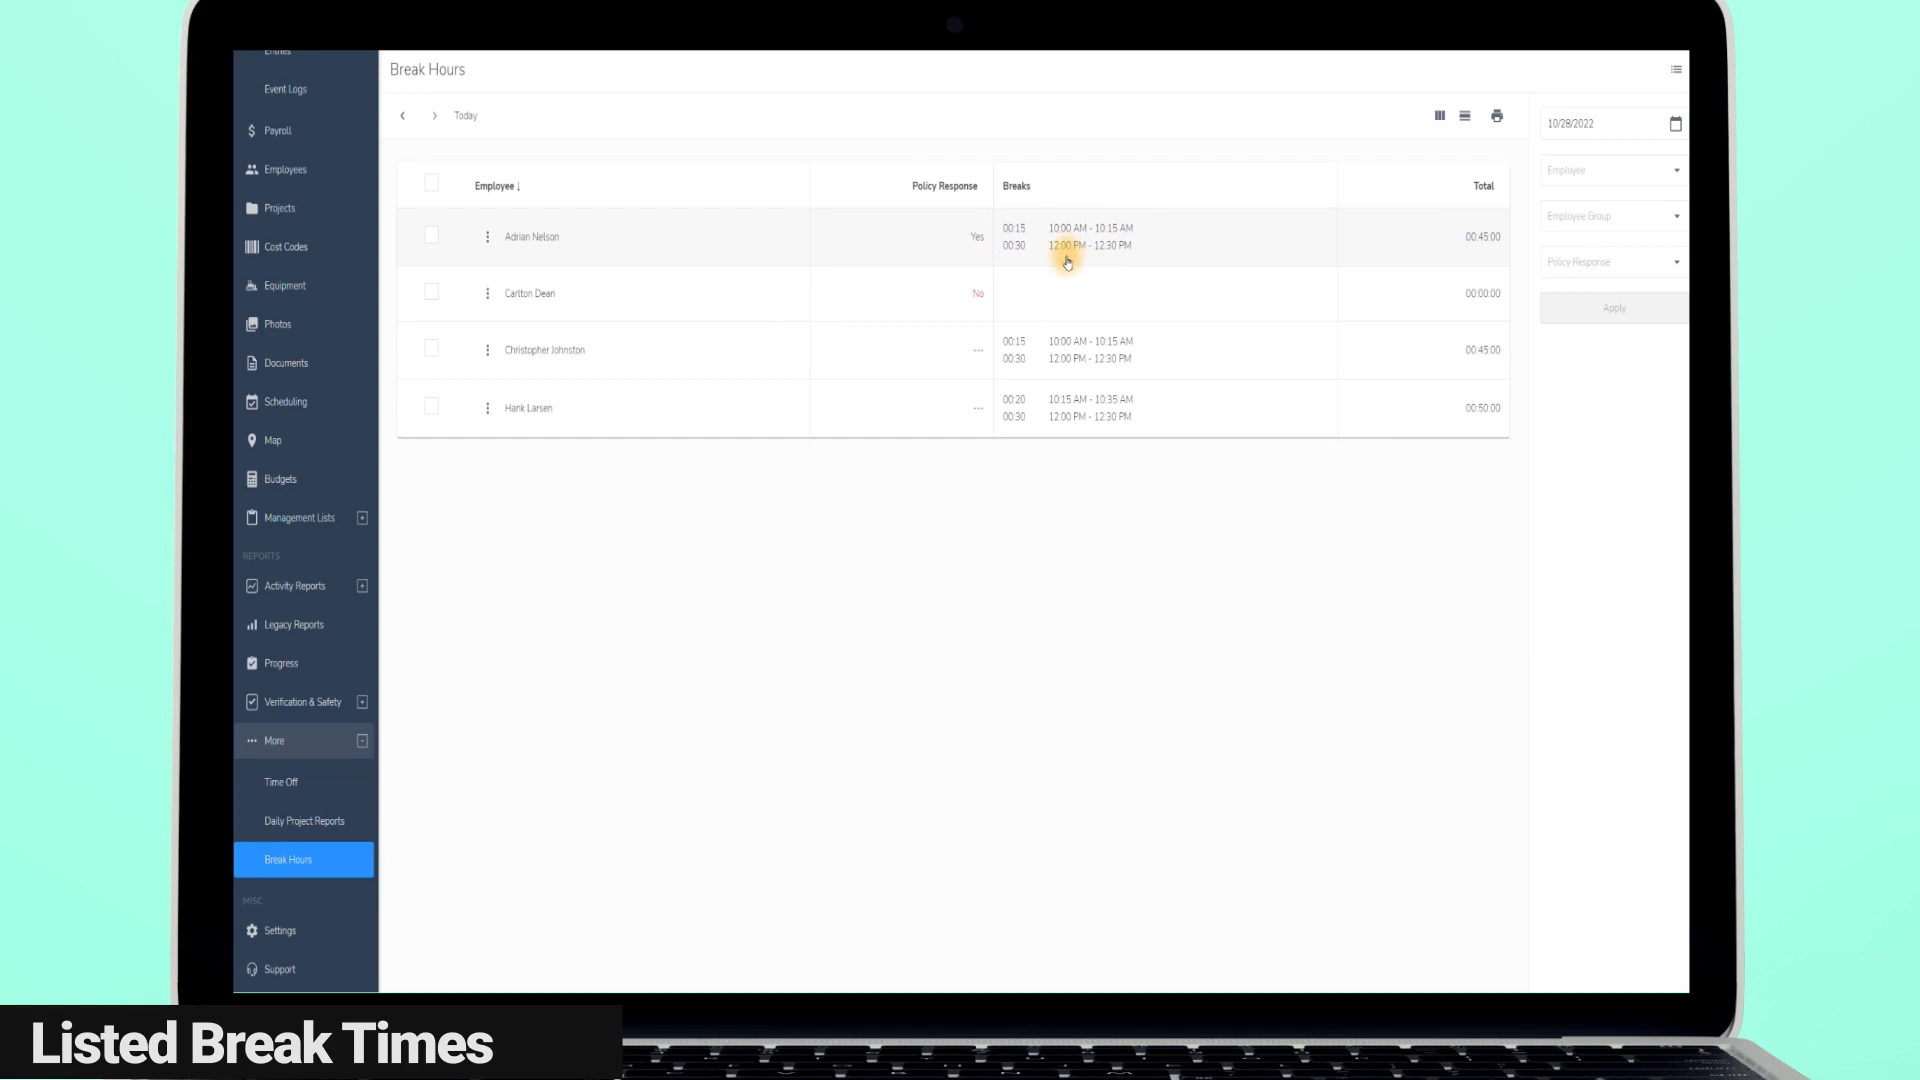 Entries
Event Logs
Payroll
Employees
Projects
Cost Codes
Equipment
Photos
Documents
Scheduling
Map
Budgets
Management Lists
REPORTS
Activity Reports
Legacy Reports
Progress
Verification & Safety
More
Time Off
Daily Project Reports
Break Hours
MISC
Settings
Support
Break Hours
Today
Employee ↓ Policy Response Breaks Total
Adrian Nelson Yes 00:15 10:00 AM - 10:15 AM 00:45:00
00:30 12:00 PM - 12:30 PM
Carlton Dean No 00:00:00
Christopher Johnston --- 00:15 10:00 AM - 10:15 AM 00:45:00
00:30 12:00 PM - 12:30 PM
Hank Larsen --- 00:20 10:15 AM - 10:35 AM 00:50:00
00:30 12:00 PM - 12:30 PM
10/28/2022
Employee
Employee Group
Policy Response
Apply
Listed Break Times